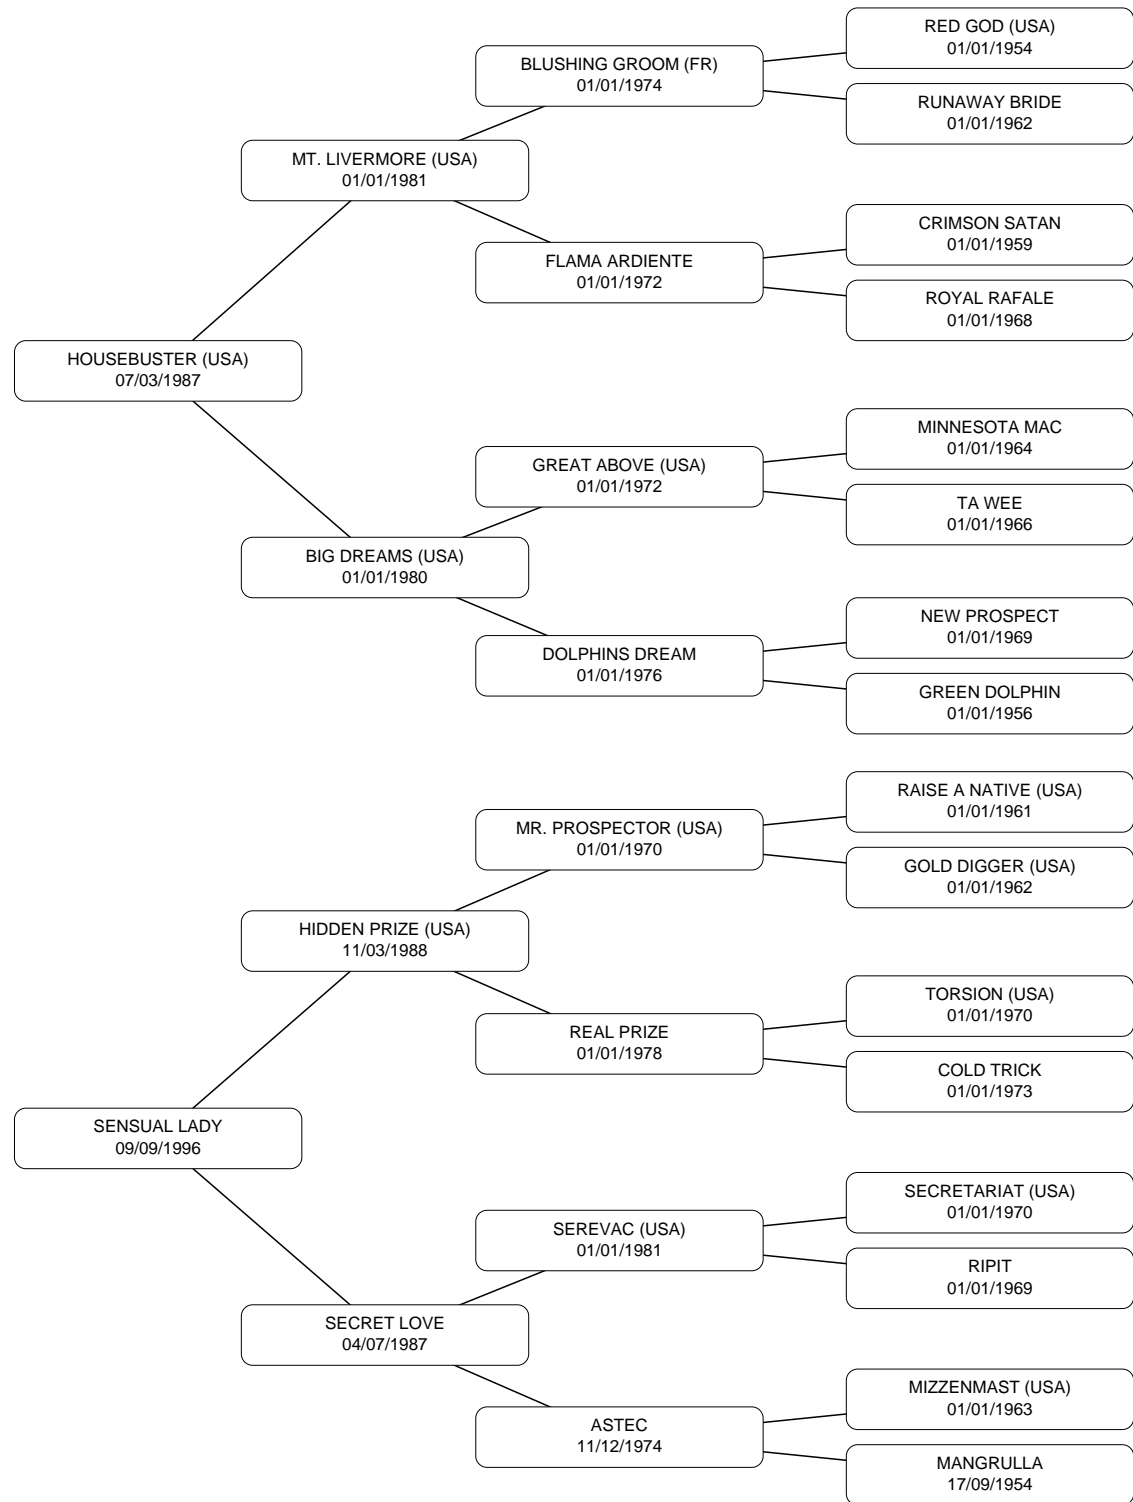 RED GOD (USA)
01/01/1954
BLUSHING GROOM (FR)
01/01/1974
RUNAWAY BRIDE
01/01/1962
MT. LIVERMORE (USA)
01/01/1981
CRIMSON SATAN
01/01/1959
FLAMA ARDIENTE
01/01/1972
ROYAL RAFALE
01/01/1968
HOUSEBUSTER (USA)
07/03/1987
MINNESOTA MAC
01/01/1964
GREAT ABOVE (USA)
01/01/1972
TA WEE
01/01/1966
BIG DREAMS (USA)
01/01/1980
NEW PROSPECT
01/01/1969
DOLPHINS DREAM
01/01/1976
GREEN DOLPHIN
01/01/1956
RAISE A NATIVE (USA)
01/01/1961
MR. PROSPECTOR (USA)
01/01/1970
GOLD DIGGER (USA)
01/01/1962
HIDDEN PRIZE (USA)
11/03/1988
TORSION (USA)
01/01/1970
REAL PRIZE
01/01/1978
COLD TRICK
01/01/1973
SENSUAL LADY
09/09/1996
SECRETARIAT (USA)
01/01/1970
SEREVAC (USA)
01/01/1981
RIPIT
01/01/1969
SECRET LOVE
04/07/1987
MIZZENMAST (USA)
01/01/1963
ASTEC
11/12/1974
MANGRULLA
17/09/1954